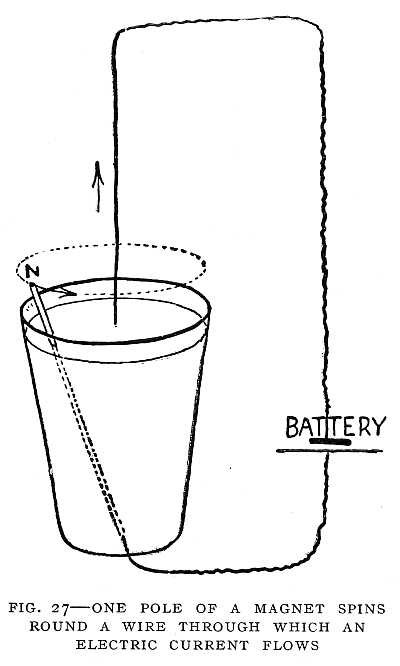 N
BATTERY
FIG. 27—ONE POLE OF A MAGNET SPINS
ROUND A WIRE THROUGH WHICH AN
ELECTRIC CURRENT FLOWS